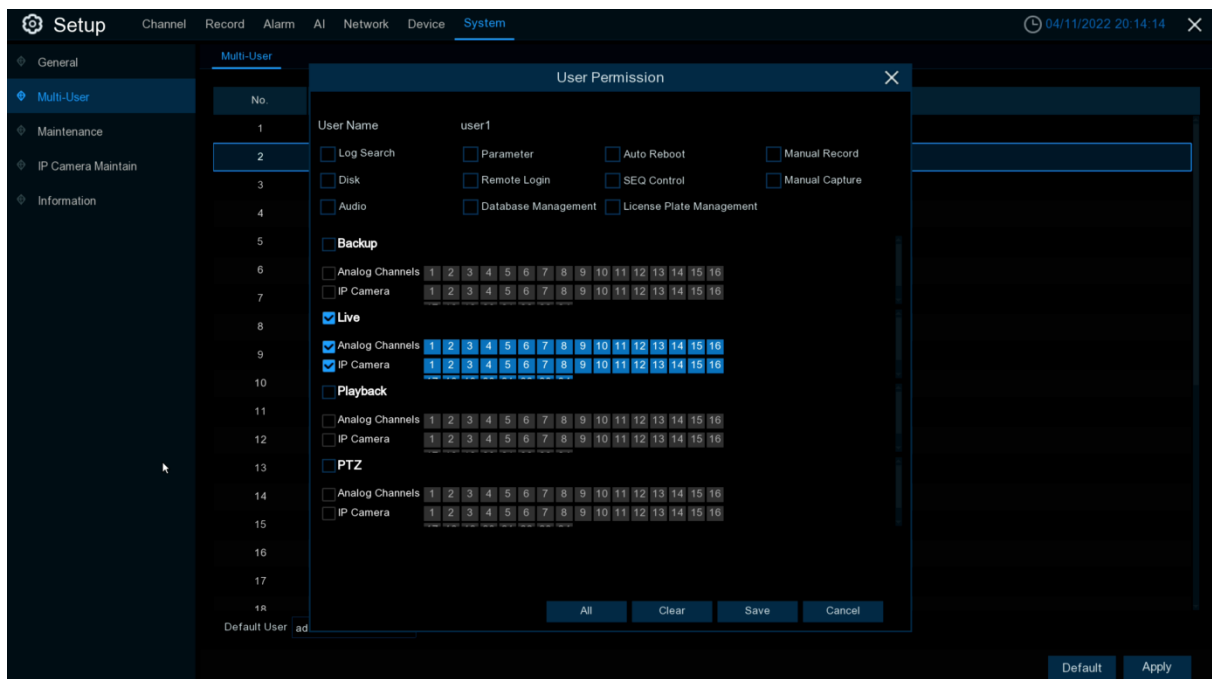 Setup Channel Record Alarm AI Network Device System 04/11/2022 20:14:14
General
Multi-User
Maintenance
IP Camera Maintain
Information
Multi-User
No.
1
2
3
4
5
6
7
8
9
10
11
12
13
14
15
16
17
18
Default User ad
User Permission
User Name user1
Log Search Parameter Auto Reboot Manual Record
Disk Remote Login SEQ Control Manual Capture
Audio Database Management License Plate Management
Backup
Analog Channels 1 2 3 4 5 6 7 8 9 10 11 12 13 14 15 16
IP Camera 1 2 3 4 5 6 7 8 9 10 11 12 13 14 15 16
Live
Analog Channels 1 2 3 4 5 6 7 8 9 10 11 12 13 14 15 16
IP Camera 1 2 3 4 5 6 7 8 9 10 11 12 13 14 15 16
Playback
Analog Channels 1 2 3 4 5 6 7 8 9 10 11 12 13 14 15 16
IP Camera 1 2 3 4 5 6 7 8 9 10 11 12 13 14 15 16
PTZ
Analog Channels 1 2 3 4 5 6 7 8 9 10 11 12 13 14 15 16
IP Camera 1 2 3 4 5 6 7 8 9 10 11 12 13 14 15 16
All Clear Save Cancel
Default Apply